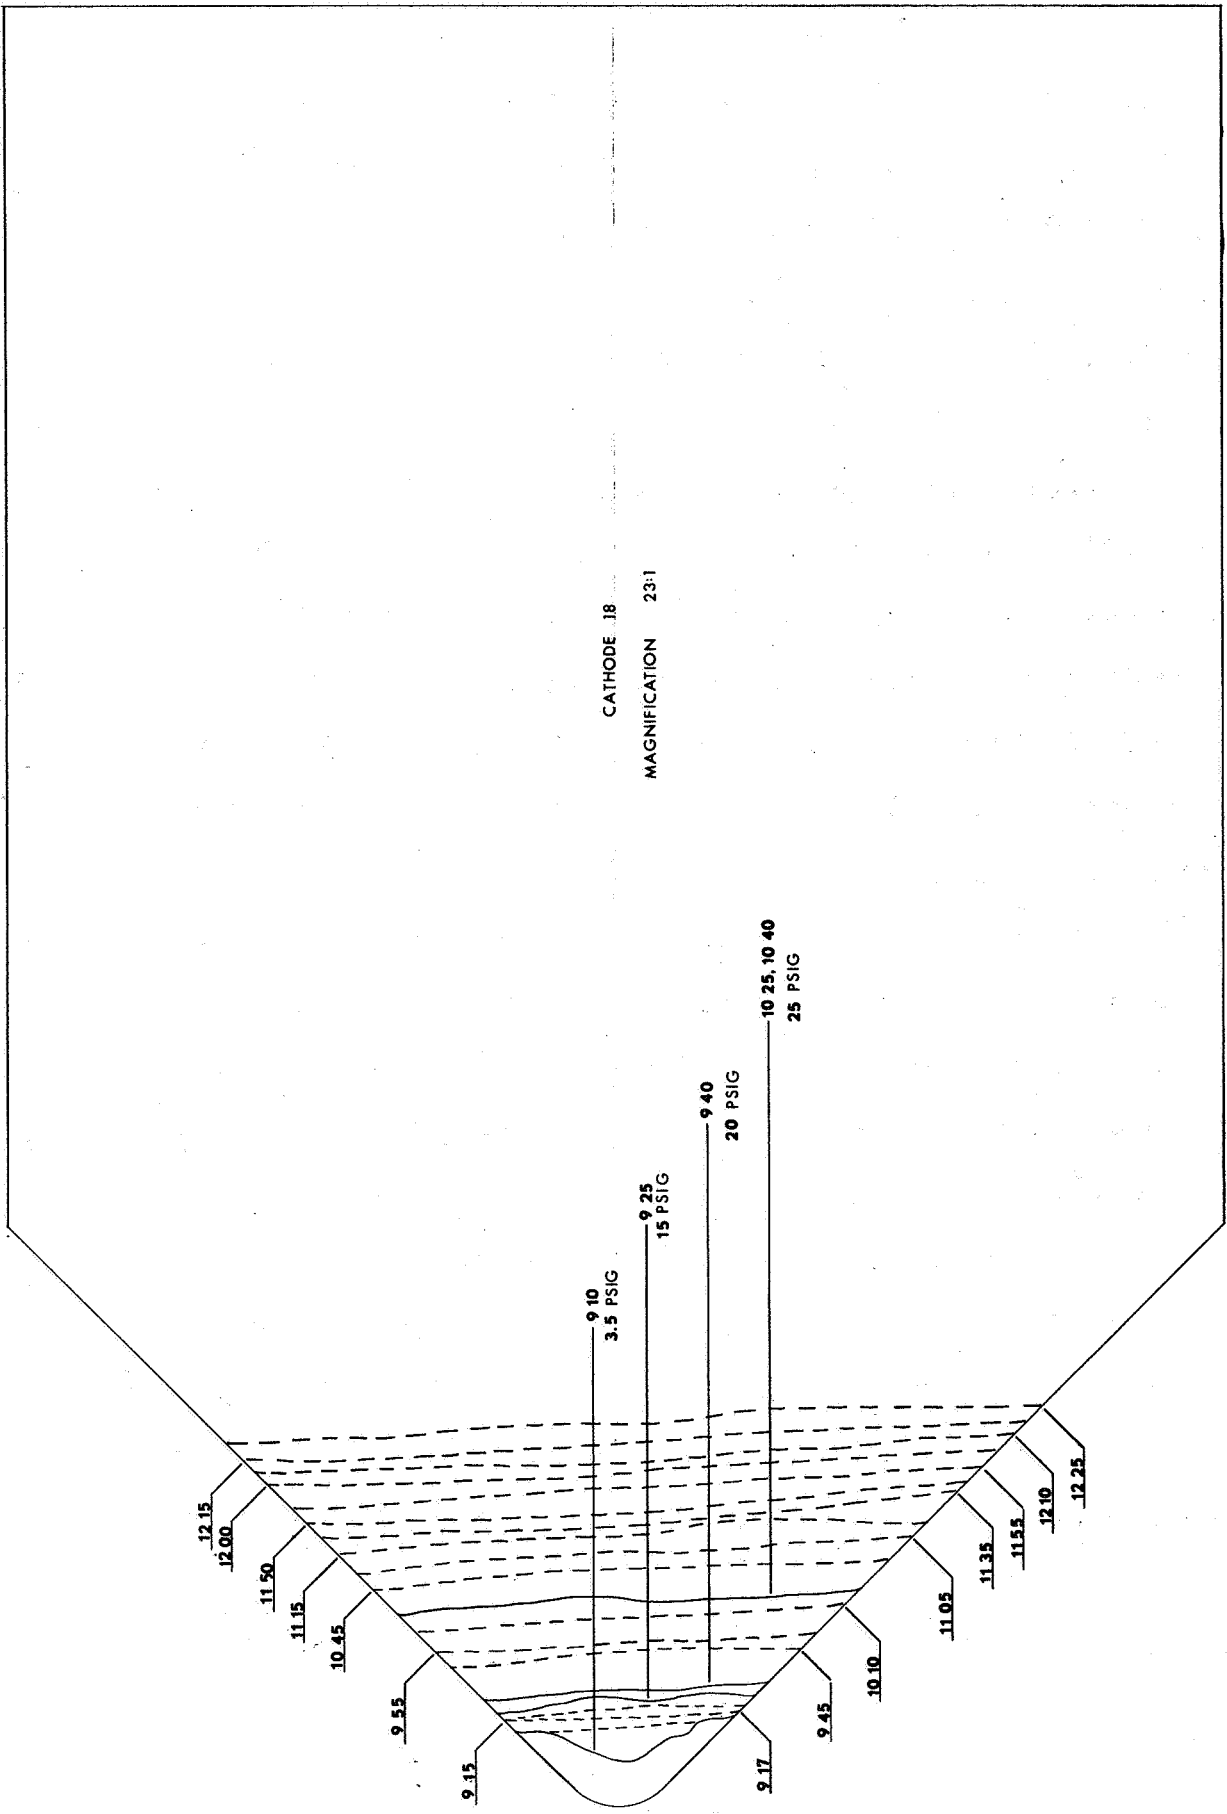 CATHODE 18
MAGNIFICATION 23:1
9 10
3.5 PSIG
9 25
15 PSIG
9 40
20 PSIG
10 25, 10 40
25 PSIG
12 15
12 00
11 50
11 15
10 45
9 55
9 15
9 17
9 45
10 10
11 05
11 35
11 55
12 10
12 25